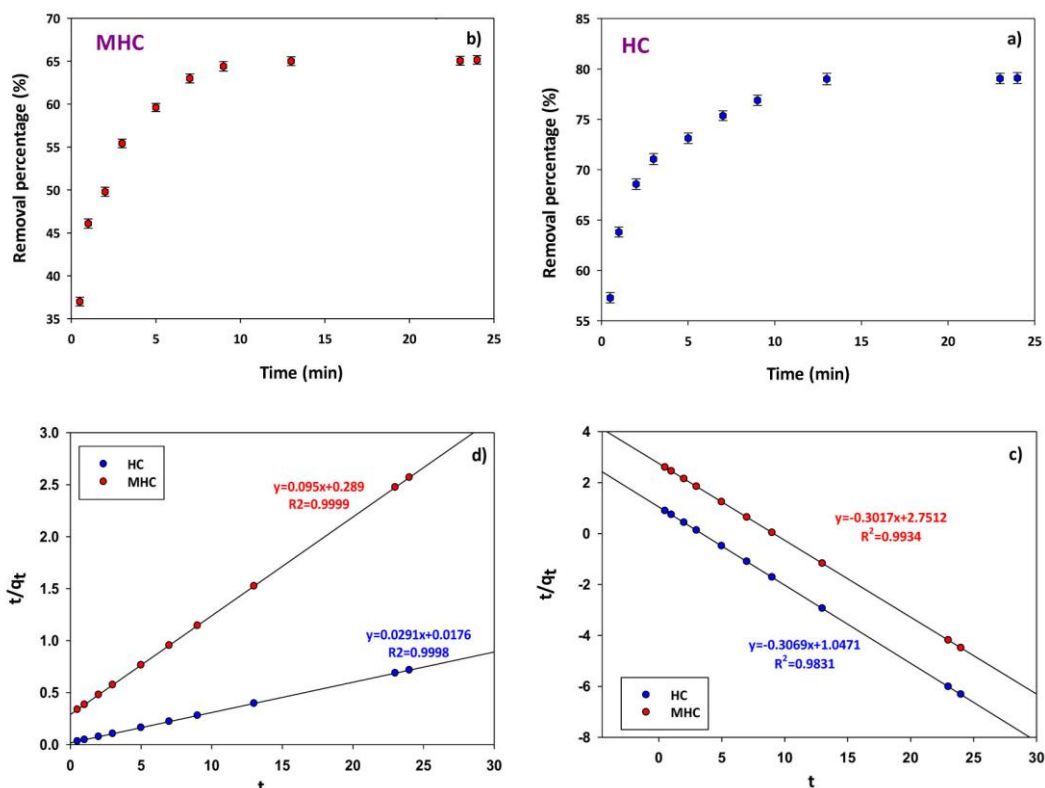 MHC
b)
Removal percentage (%)
70
65
60
55
50
45
40
35
0 5 10 15 20 25
Time (min)
HC
a)
Removal percentage (%)
85
80
75
70
65
60
55
0 5 10 15 20 25
Time (min)
d)
HC
MHC
y=0.095x+0.289
R2=0.9999
y=0.0291x+0.0176
R2=0.9998
t/qt
3.0
2.5
2.0
1.5
1.0
0.5
0.0
0 5 10 15 20 25 30
t
c)
y=-0.3017x+2.7512
R²=0.9934
y=-0.3069x+1.0471
R²=0.9831
HC
MHC
t/qt
4
2
0
-2
-4
-6
-8
0 5 10 15 20 25 30
t